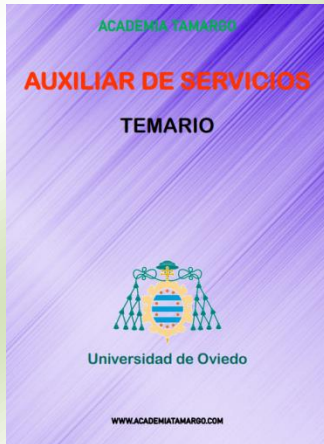 ACADEMIA TAMARGO
AUXILIAR DE SERVICIOS
TEMARIO
Universidad de Oviedo
WWW.ACADEMIATAMARGO.COM